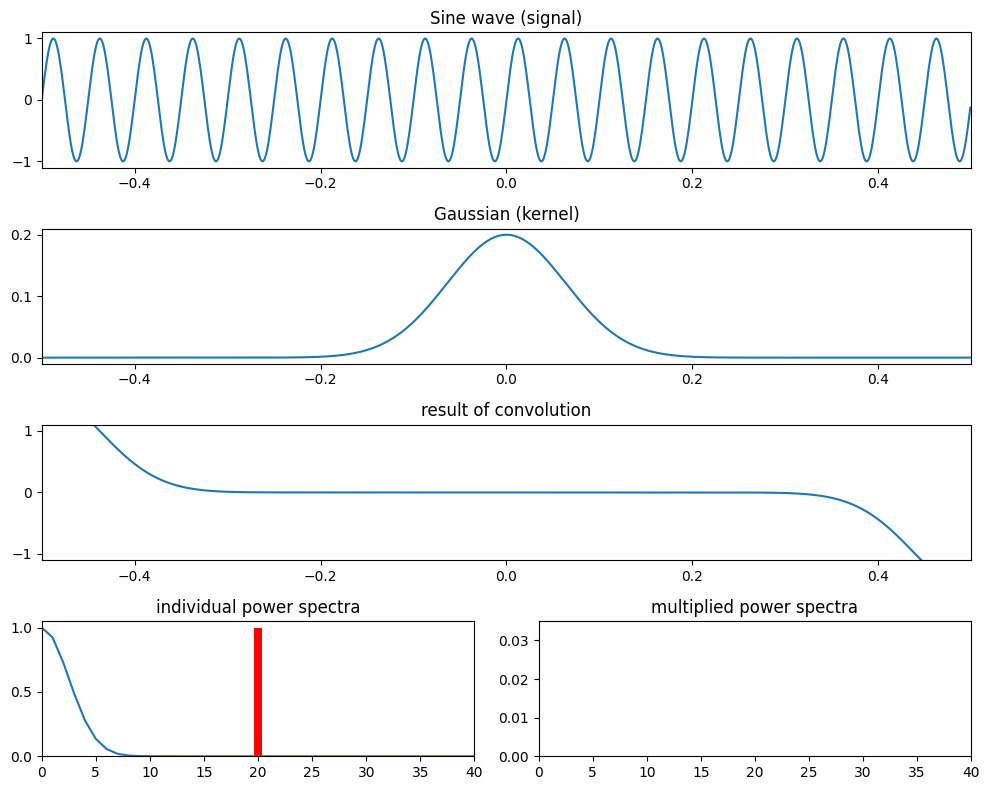 Sine wave (signal)
1
0
−1
−0.4 −0.2 0.0 0.2 0.4
Gaussian (kernel)
0.2
0.1
0.0
−0.4 −0.2 0.0 0.2 0.4
result of convolution
1
0
−1
−0.4 −0.2 0.0 0.2 0.4
individual power spectra
1.0
0.5
0.0
0 5 10 15 20 25 30 35 40
multiplied power spectra
0.03
0.02
0.01
0.00
0 5 10 15 20 25 30 35 40